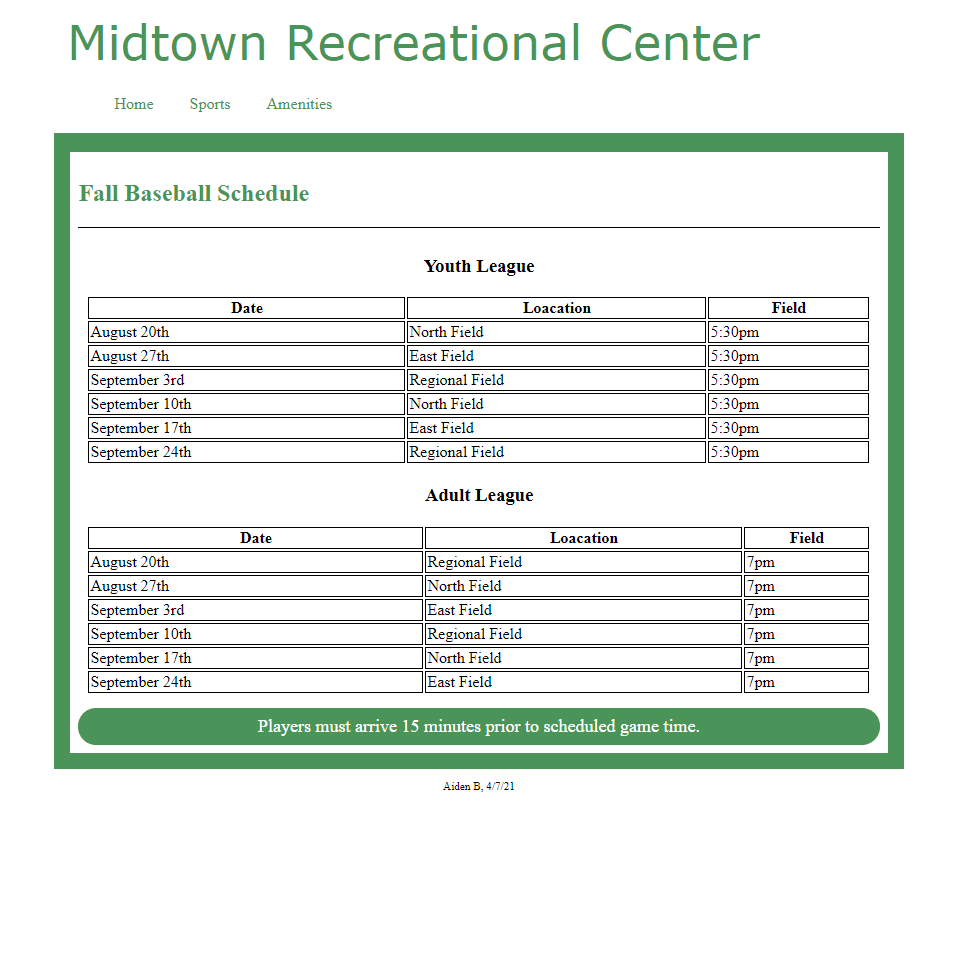 Midtown Recreational Center
Home Sports Amenities
Fall Baseball Schedule
Youth League
Date Loacation Field
August 20th North Field 5:30pm
August 27th East Field 5:30pm
September 3rd Regional Field 5:30pm
September 10th North Field 5:30pm
September 17th East Field 5:30pm
September 24th Regional Field 5:30pm
Adult League
Date Loacation Field
August 20th Regional Field 7pm
August 27th North Field 7pm
September 3rd East Field 7pm
September 10th Regional Field 7pm
September 17th North Field 7pm
September 24th East Field 7pm
Players must arrive 15 minutes prior to scheduled game time.
Aiden B, 4/7/21